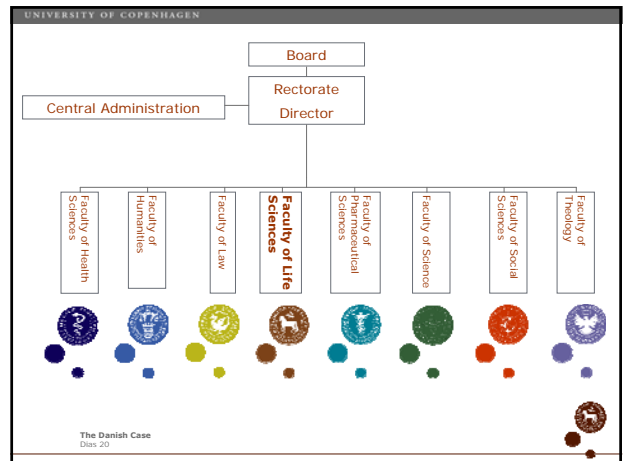 UNIVERSITY OF COPENHAGEN
Board
Rectorate
Director
Central Administration
Faculty of Health
Sciences
Faculty of
Humanities
Faculty of Law
Faculty of Life
Sciences
Faculty of
Pharmaceutical
Sciences
Faculty of Science
Faculty of Social
Sciences
Faculty of
Theology
The Danish Case
Dias 20